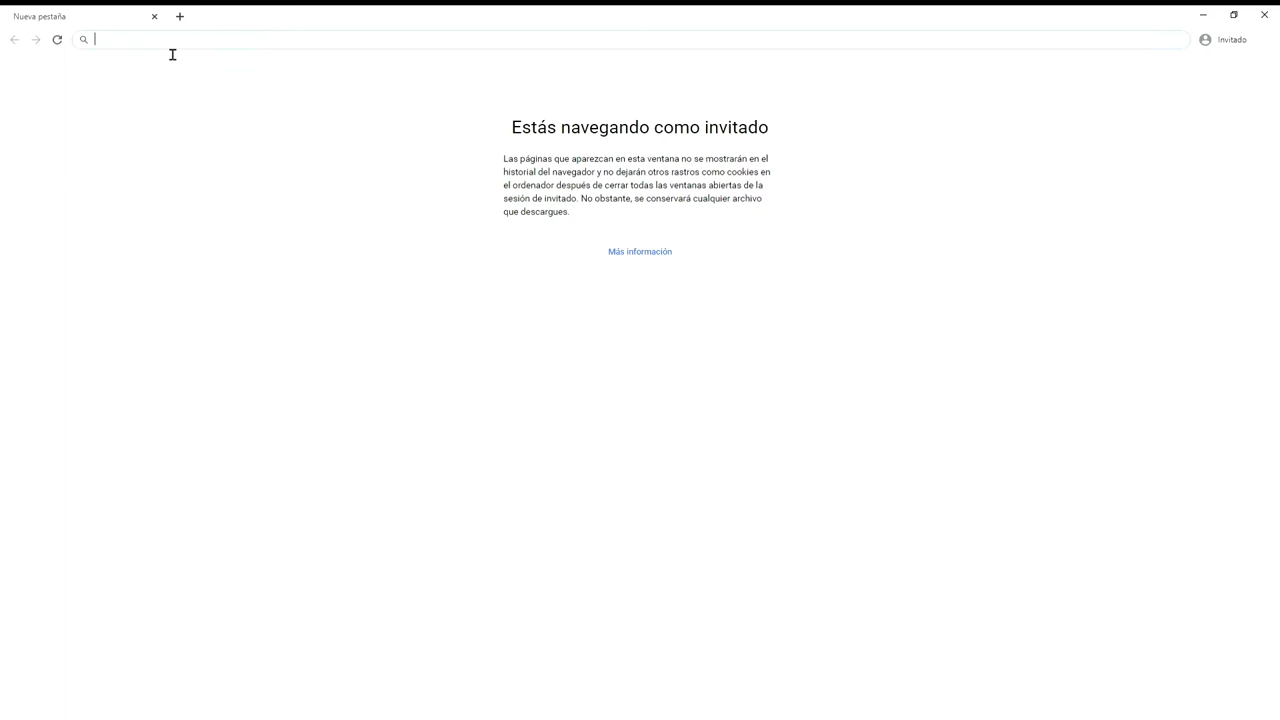 Nueva pestaña
Invitado
Estás navegando como invitado
Las páginas que aparezcan en esta ventana no se mostrarán en el
historial del navegador y no dejarán otros rastros como cookies en
el ordenador después de cerrar todas las ventanas abiertas de la
sesión de invitado. No obstante, se conservará cualquier archivo
que descargues.
Más información